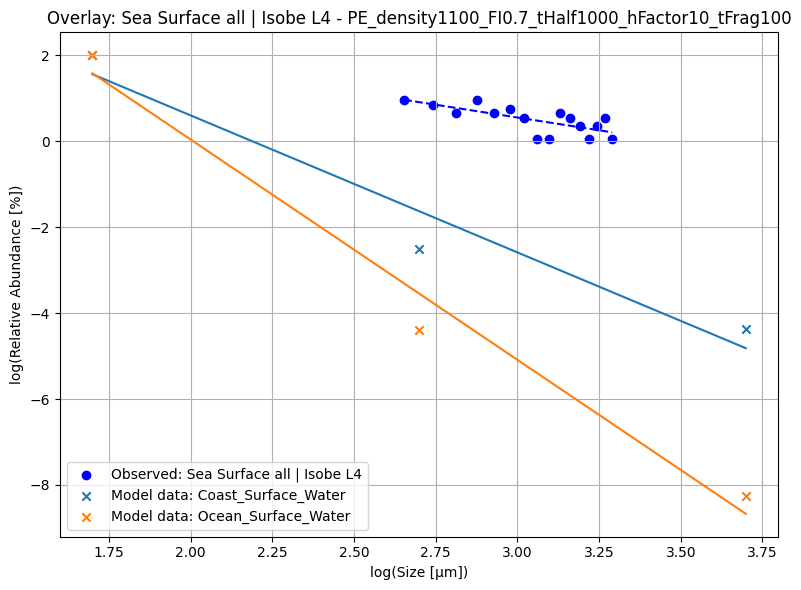 Overlay: Sea Surface all | Isobe L4 - PE_density1100_FI0.7_tHalf1000_hFactor10_tFrag100
log(Relative Abundance [%])
2
0
−2
−4
−6
−8
Observed: Sea Surface all | Isobe L4
Model data: Coast_Surface_Water
Model data: Ocean_Surface_Water
1.75 2.00 2.25 2.50 2.75 3.00 3.25 3.50 3.75
log(Size [μm])